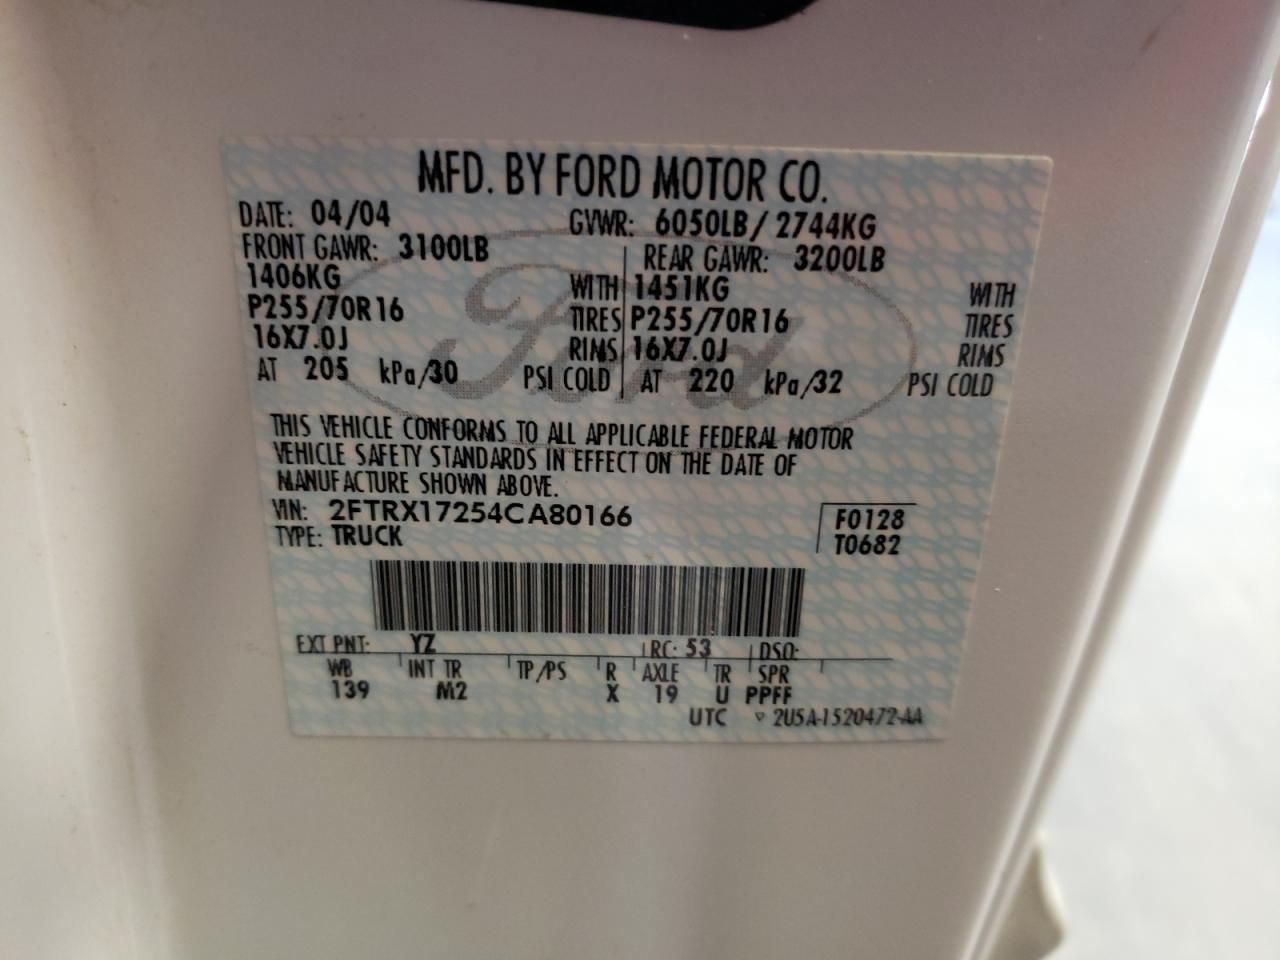 MFD. BY FORD MOTOR CO.
DATE: 04/04 GVWR: 6050LB/ 2744KG
FRONT GAWR: 3100LB REAR GAWR: 3200LB
1406KG WITH 1451KG WITH
P255/70R16 TIRES P255/70R16 TIRES
16X7.0J RIMS 16X7.0J RIMS
AT 205 kPa/30 PSI COLD AT 220 kPa/32 PSI COLD
Ford
THIS VEHICLE CONFORMS TO ALL APPLICABLE FEDERAL MOTOR
VEHICLE SAFETY STANDARDS IN EFFECT ON THE DATE OF
MANUFACTURE SHOWN ABOVE.
VIN: 2FTRX17254CA80166 F0128
TYPE: TRUCK T0682
EXT PNT: YZ RC: 53 DSO:
WB INT TR TP/PS R AXLE TR SPR
139 M2 X 19 U PPFF
UTC ▿ 2U5A-1520472-AA